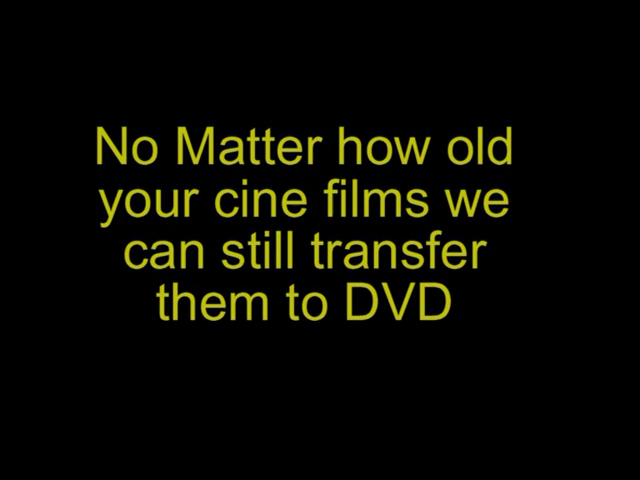 No Matter how old
your cine films we
can still transfer
them to DVD